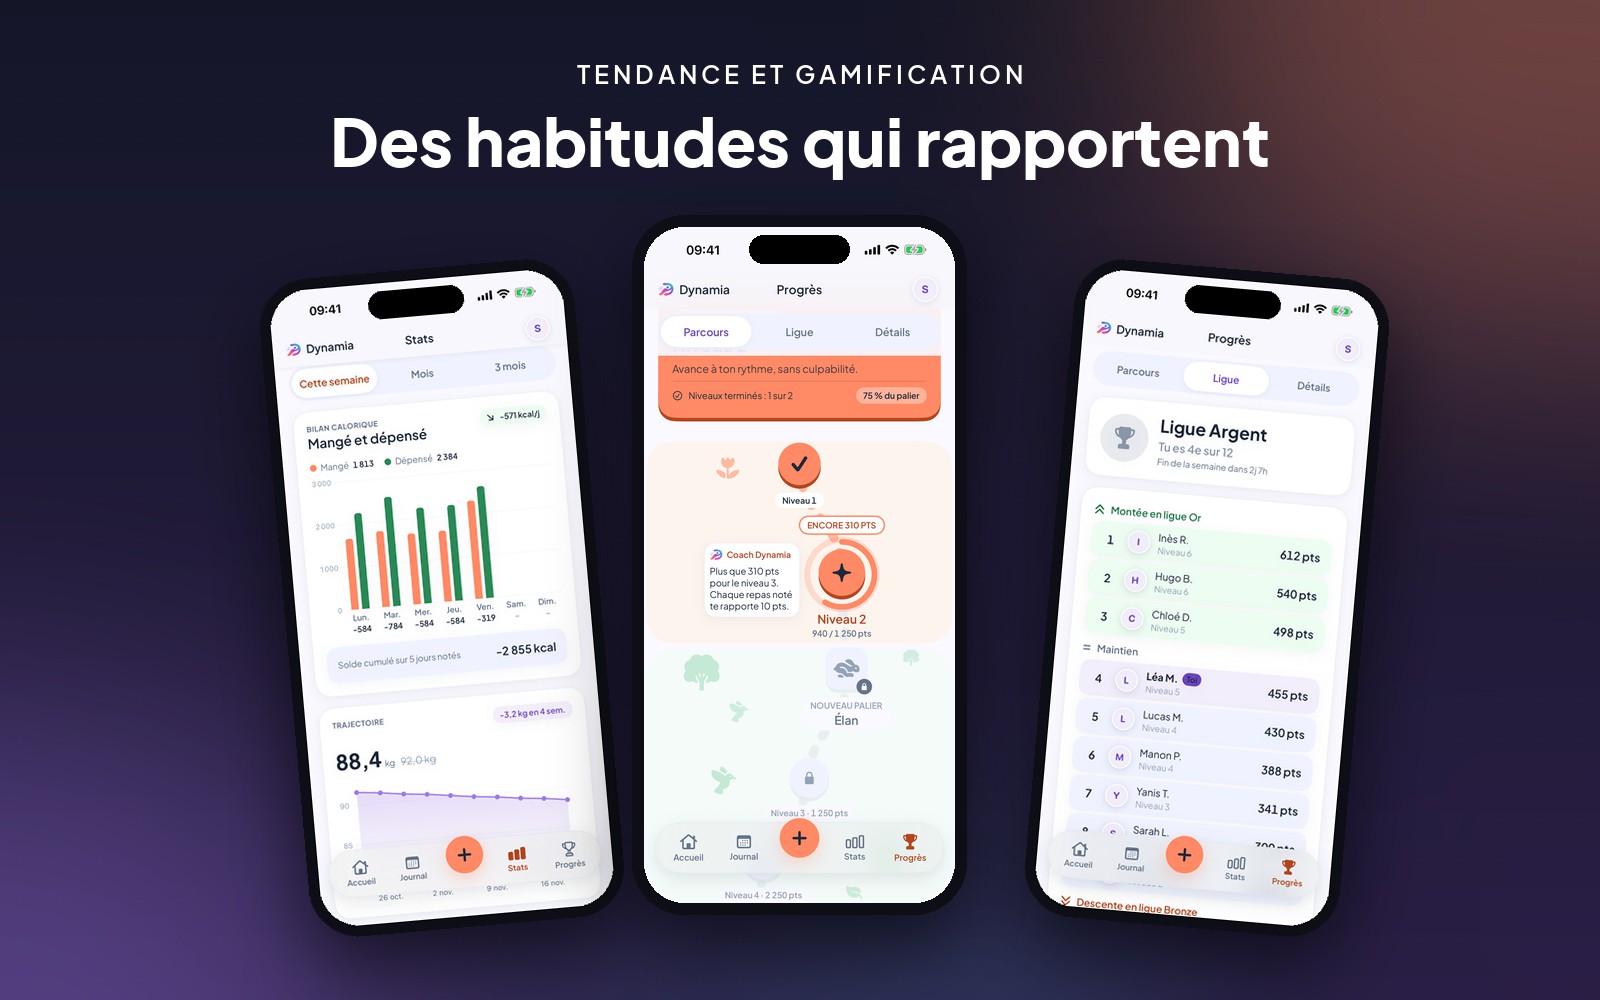 TENDANCE ET GAMIFICATION
Des habitudes qui rapportent
09:41
Dynamia
Stats
S
Cette semaine
Mois
3 mois
BILAN CALORIQUE
-571 kcal/j
Mangé et dépensé
Mangé 1 813
Dépensé 2 384
3 000
2 000
1 000
0
Lun. Mar. Mer. Jeu. Ven. Sam. Dim.
-584 -784 -584 -584 -319 – –
Solde cumulé sur 5 jours notés
-2 855 kcal
TRAJECTOIRE
-3,2 kg en 4 sem.
88,4 kg 92,0 kg
90
85
Accueil
Journal
Stats
Progrès
26 oct.
2 nov.
9 nov.
16 nov.
09:41
Dynamia
Progrès
S
Parcours
Ligue
Détails
Avance à ton rythme, sans culpabilité.
Niveaux terminés : 1 sur 2
75 % du palier
Niveau 1
ENCORE 310 PTS
Coach Dynamia
Plus que 310 pts
pour le niveau 3.
Chaque repas noté
te rapporte 10 pts.
Niveau 2
940 / 1 250 pts
NOUVEAU PALIER
Élan
Niveau 3 · 1 250 pts
Accueil
Journal
Stats
Progrès
Niveau 4 · 2 250 pts
09:41
Dynamia
Progrès
S
Parcours
Ligue
Détails
Ligue Argent
Tu es 4e sur 12
Fin de la semaine dans 2j 7h
Montée en ligue Or
1 I Inès R. 612 pts
Niveau 6
2 H Hugo B. 540 pts
Niveau 6
3 C Chloé D. 498 pts
Niveau 5
Maintien
4 L Léa M. Toi 455 pts
Niveau 5
5 L Lucas M. 430 pts
Niveau 4
6 M Manon P. 388 pts
Niveau 4
7 Y Yanis T. 341 pts
Niveau 3
8 S Sarah L.
Accueil
Journal
Stats
Progrès
Descente en ligue Bronze